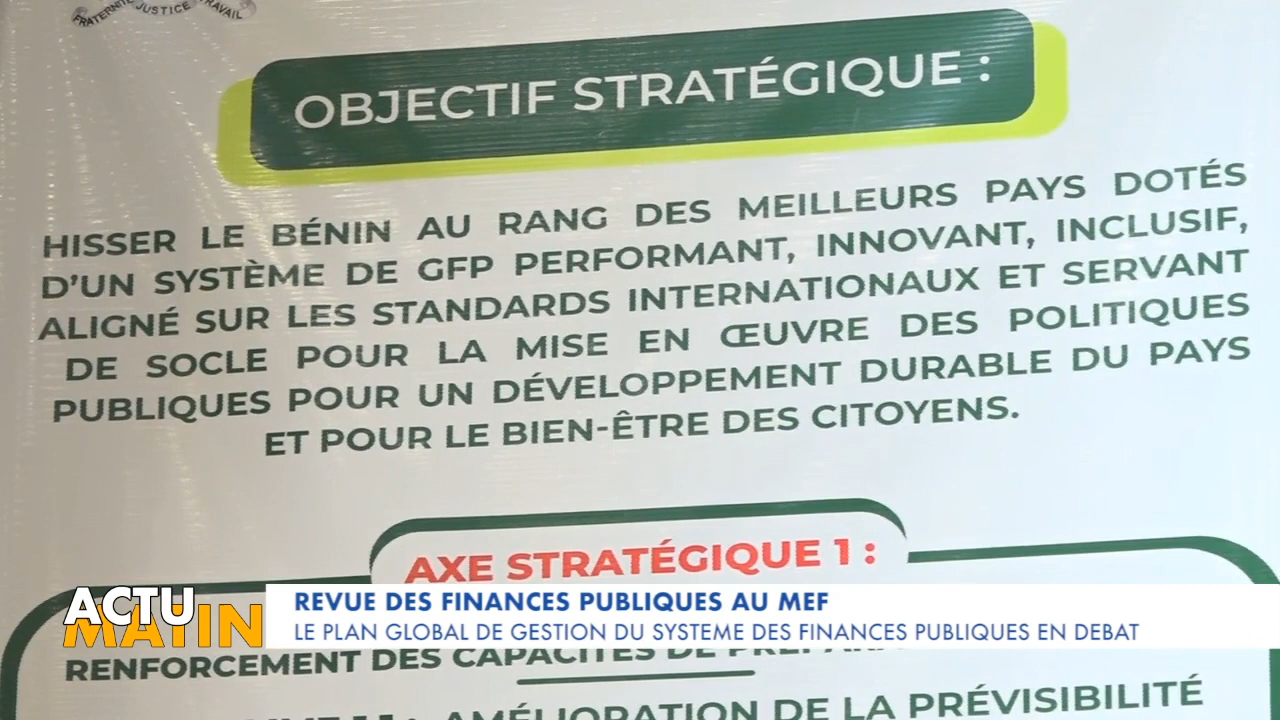 FRATERNITÉ JUSTICE TRAVAIL
OBJECTIF STRATÉGIQUE :
HISSER LE BÉNIN AU RANG DES MEILLEURS PAYS DOTÉS
D'UN SYSTÈME DE GFP PERFORMANT, INNOVANT, INCLUSIF,
ALIGNÉ SUR LES STANDARDS INTERNATIONAUX ET SERVANT
DE SOCLE POUR LA MISE EN ŒUVRE DES POLITIQUES
PUBLIQUES POUR UN DÉVELOPPEMENT DURABLE DU PAYS
ET POUR LE BIEN-ÊTRE DES CITOYENS.
AXE STRATÉGIQUE 1 :
ACTU
MATIN
REVUE DES FINANCES PUBLIQUES AU MEF
LE PLAN GLOBAL DE GESTION DU SYSTEME DES FINANCES PUBLIQUES EN DEBAT
RENFORCEMENT DES CAPACITÉS DE
AMÉLIORATION DE LA PRÉVISIBILITÉ